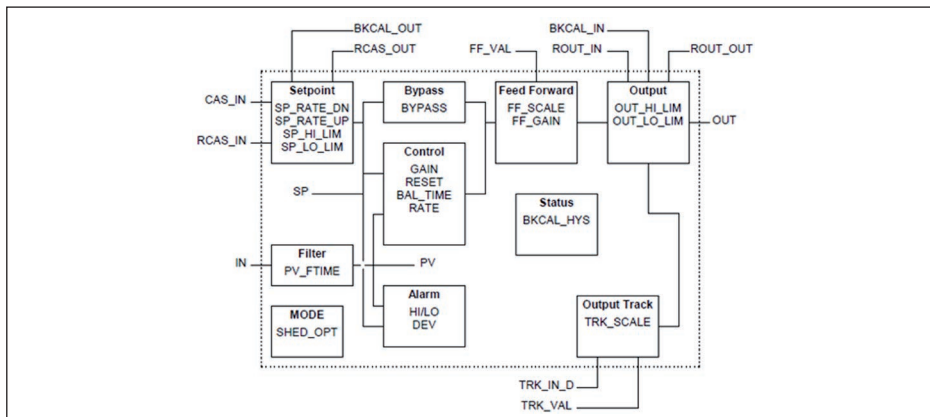 BKCAL_OUT
BKCAL_IN
RCAS_OUT
FF_VAL
ROUT_IN
ROUT_OUT
Setpoint
SP_RATE_DN
SP_RATE_UP
SP_HI_LIM
SP_LO_LIM
Bypass
BYPASS
Feed Forward
FF_SCALE
FF_GAIN
Output
OUT_HI_LIM
OUT_LO_LIM
CAS_IN
RCAS_IN
OUT
Control
GAIN
RESET
BAL_TIME
RATE
SP
Status
BKCAL_HYS
IN
Filter
PV_FTIME
PV
Alarm
HI/LO
DEV
Output Track
TRK_SCALE
MODE
SHED_OPT
TRK_IN_D
TRK_VAL